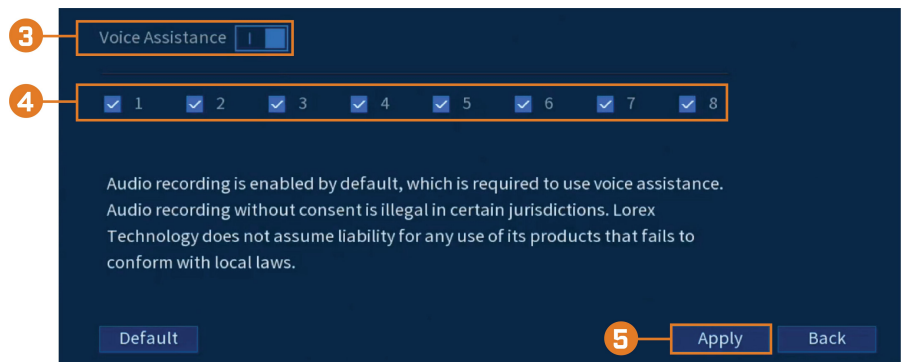 3 Voice Assistance
4 1 2 3 4 5 6 7 8
Audio recording is enabled by default, which is required to use voice assistance.
Audio recording without consent is illegal in certain jurisdictions. Lorex
Technology does not assume liability for any use of its products that fails to
conform with local laws.
Default 5 Apply Back